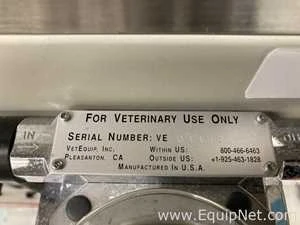 IN
FOR VETERINARY USE ONLY
SERIAL NUMBER: VE
VETEQUIP, INC. WITHIN US: 800-466-6463
PLEASANTON, CA OUTSIDE US: +1-925-463-1828
MANUFACTURED IN U.S.A.
www.EquipNet.com